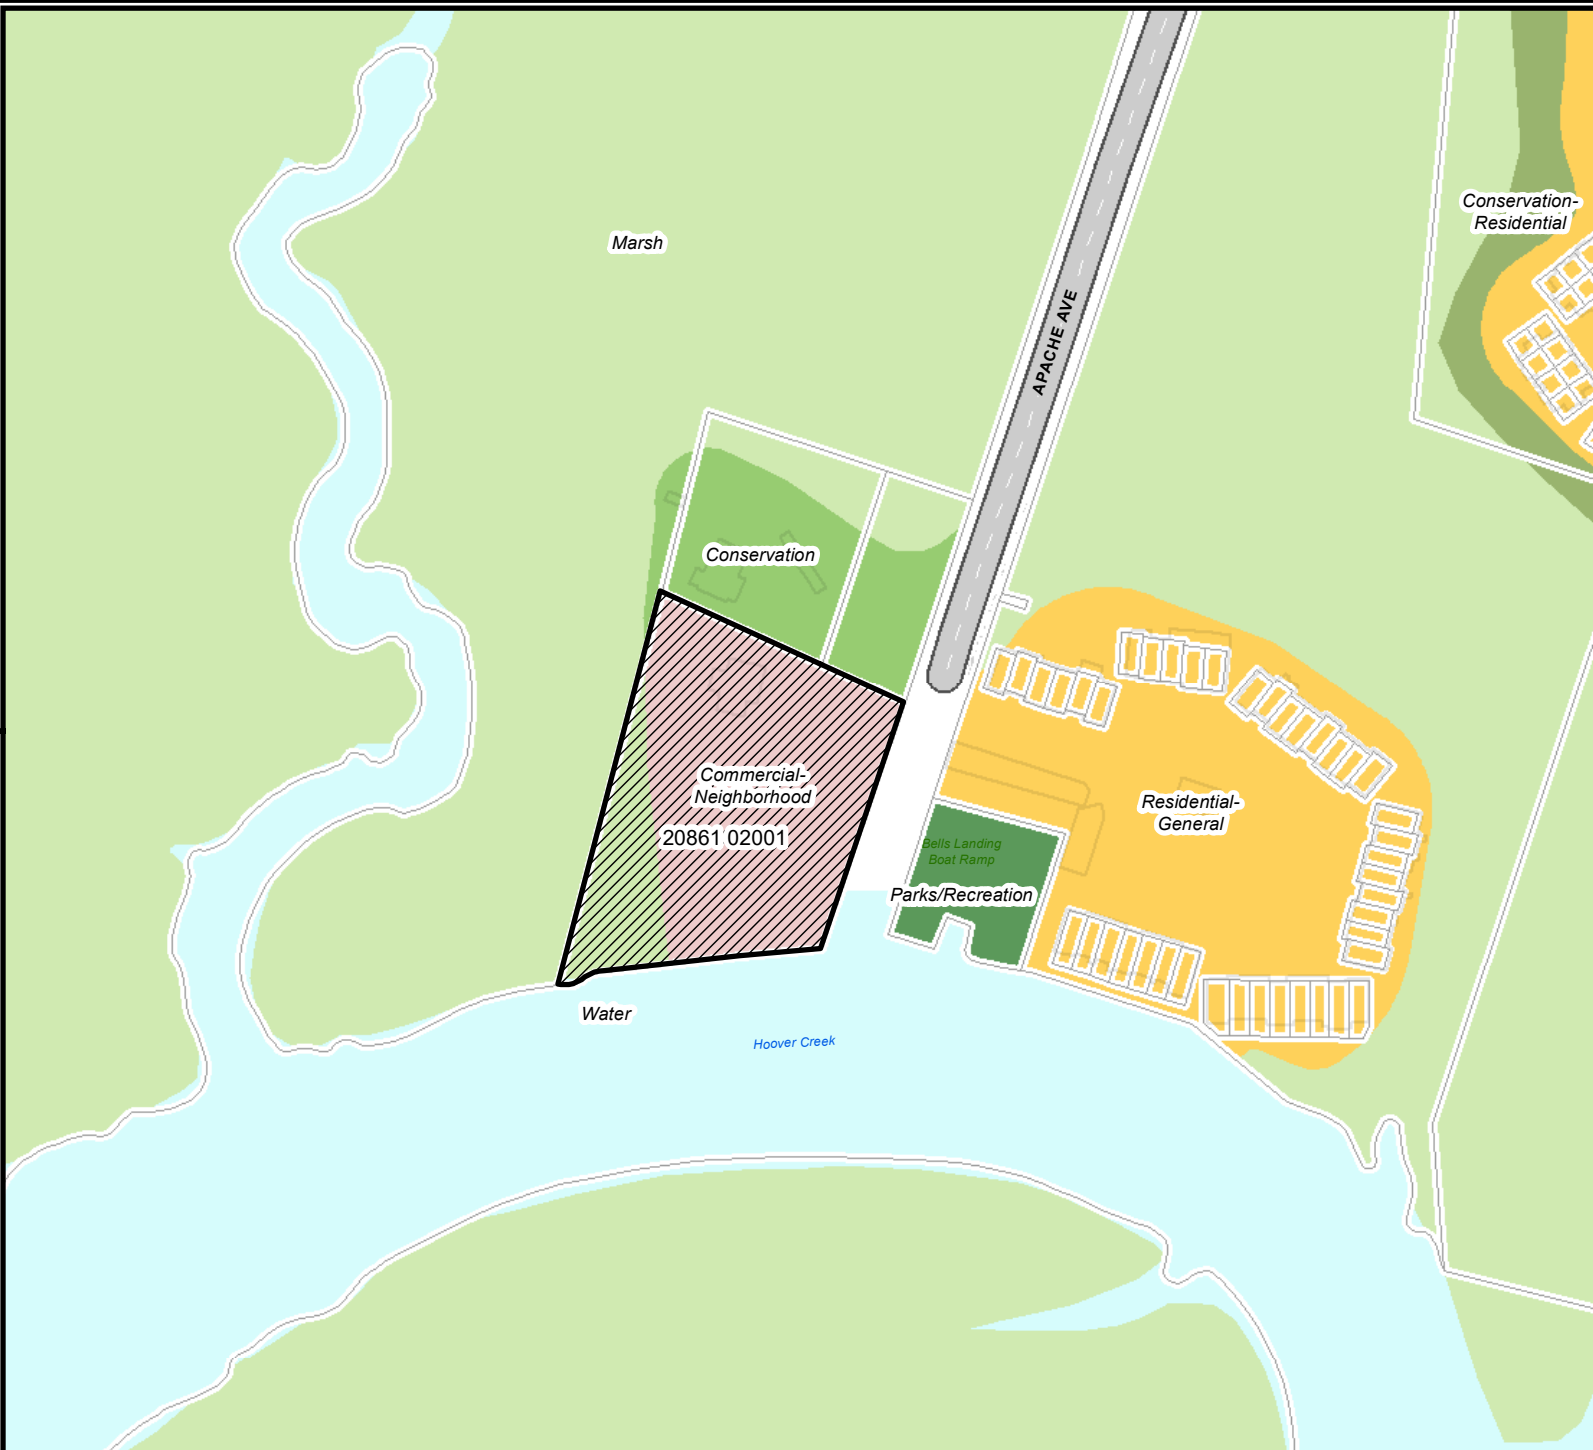 Conservation-
Residential
Marsh
APACHE AVE
Conservation
Commercial-
Neighborhood
20861 02001
Residential-
General
Bells Landing
Boat Ramp
Parks/Recreation
Water
Hoover Creek